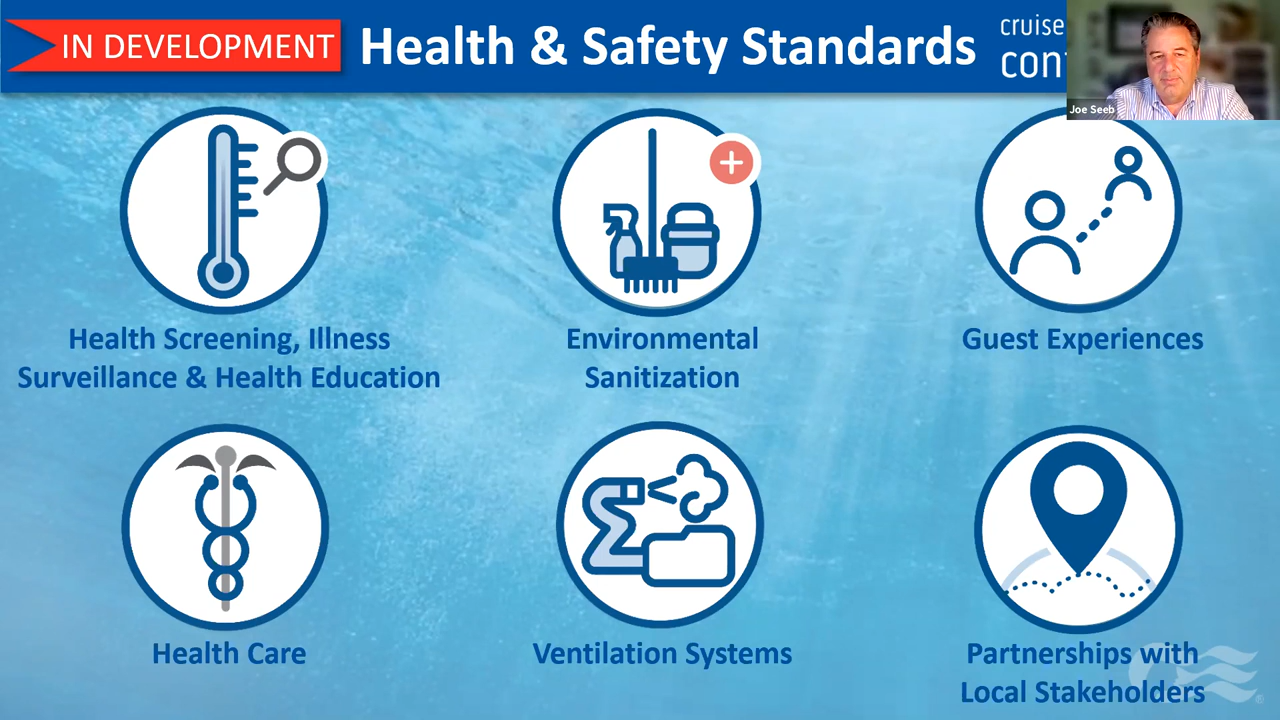 IN DEVELOPMENT
Health & Safety Standards
cruise
Joe Seeb
Health Screening, Illness
Surveillance & Health Education
Environmental
Sanitization
Guest Experiences
Health Care
Ventilation Systems
Partnerships with
Local Stakeholders
®